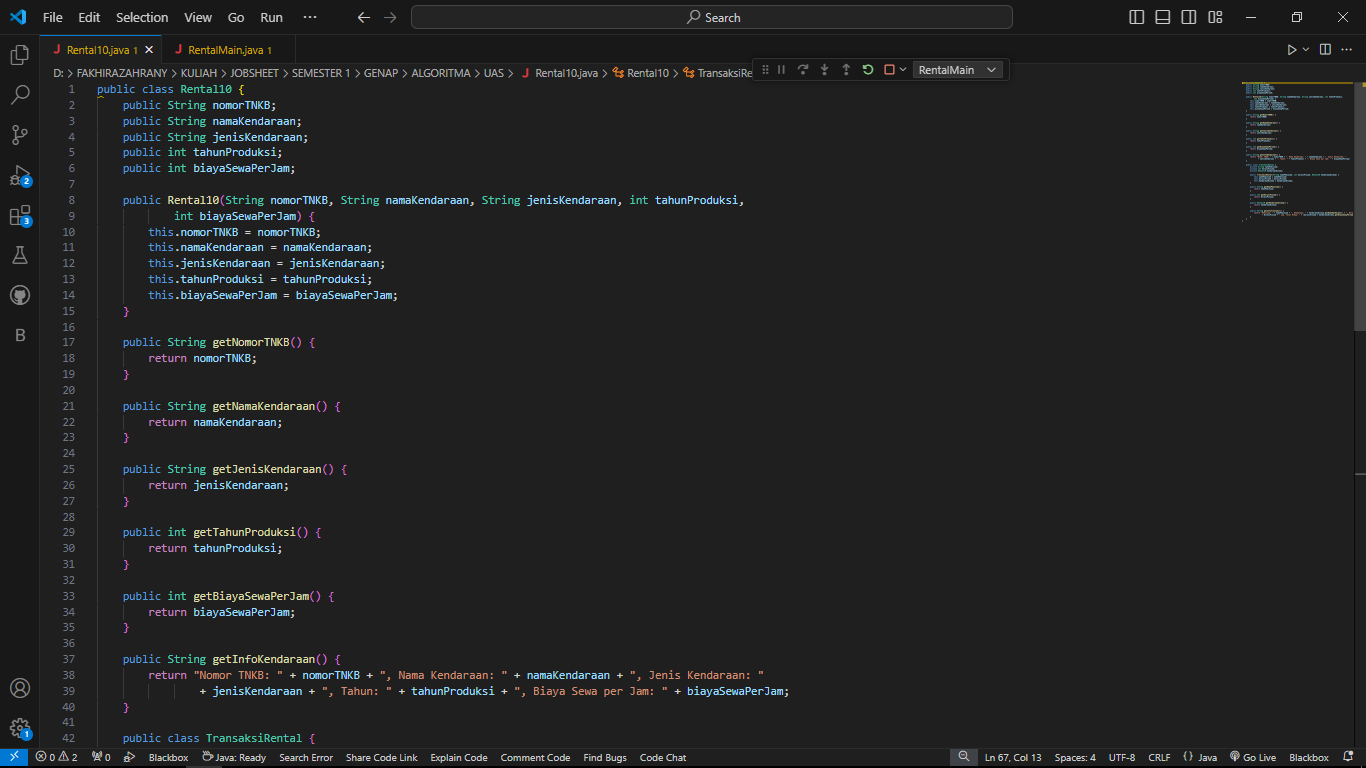 File Edit Selection View Go Run ··· Search
Rental10.java 1 RentalMain.java 1
D: > FAKHIRAZAHRANY > KULIAH > JOBSHEET > SEMESTER 1 > GENAP > ALGORITMA > UAS > Rental10.java > Rental10 > TransaksiRe
RentalMain
1 public class Rental10 {
2 public String nomorTNKB;
3 public String namaKendaraan;
4 public String jenisKendaraan;
5 public int tahunProduksi;
6 public int biayaSewaPerJam;
7
8 public Rental10(String nomorTNKB, String namaKendaraan, String jenisKendaraan, int tahunProduksi,
9 int biayaSewaPerJam) {
10 this.nomorTNKB = nomorTNKB;
11 this.namaKendaraan = namaKendaraan;
12 this.jenisKendaraan = jenisKendaraan;
13 this.tahunProduksi = tahunProduksi;
14 this.biayaSewaPerJam = biayaSewaPerJam;
15 }
16
17 public String getNomorTNKB() {
18 return nomorTNKB;
19 }
20
21 public String getNamaKendaraan() {
22 return namaKendaraan;
23 }
24
25 public String getJenisKendaraan() {
26 return jenisKendaraan;
27 }
28
29 public int getTahunProduksi() {
30 return tahunProduksi;
31 }
32
33 public int getBiayaSewaPerJam() {
34 return biayaSewaPerJam;
35 }
36
37 public String getInfoKendaraan() {
38 return "Nomor TNKB: " + nomorTNKB + ", Nama Kendaraan: " + namaKendaraan + ", Jenis Kendaraan: "
39 + jenisKendaraan + ", Tahun: " + tahunProduksi + ", Biaya Sewa per Jam: " + biayaSewaPerJam;
40 }
41
42 public class TransaksiRental {
2
3
B
1
0 2 0 Blackbox Java: Ready Search Error Share Code Link Explain Code Comment Code Find Bugs Code Chat Ln 67, Col 13 Spaces: 4 UTF-8 CRLF {} Java Go Live Blackbox